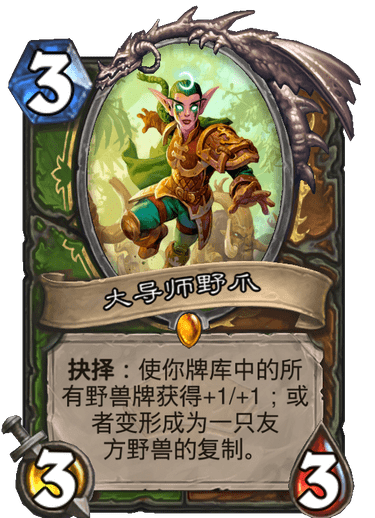 3
大导师野爪
抉择：使你牌库中的所
有野兽牌获得+1/+1；或
者变形成为一只友
方野兽的复制。
3
3